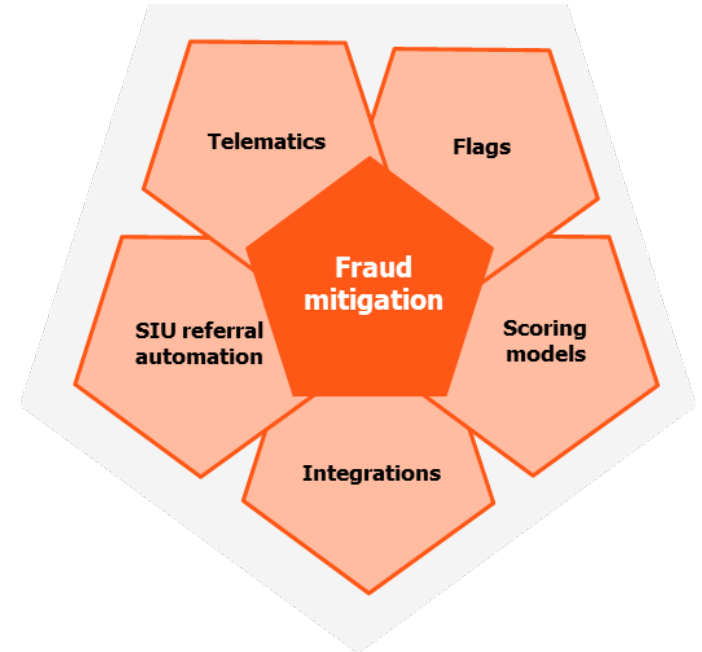 Telematics
Flags
Fraud
mitigation
SIU referral
automation
Scoring
models
Integrations